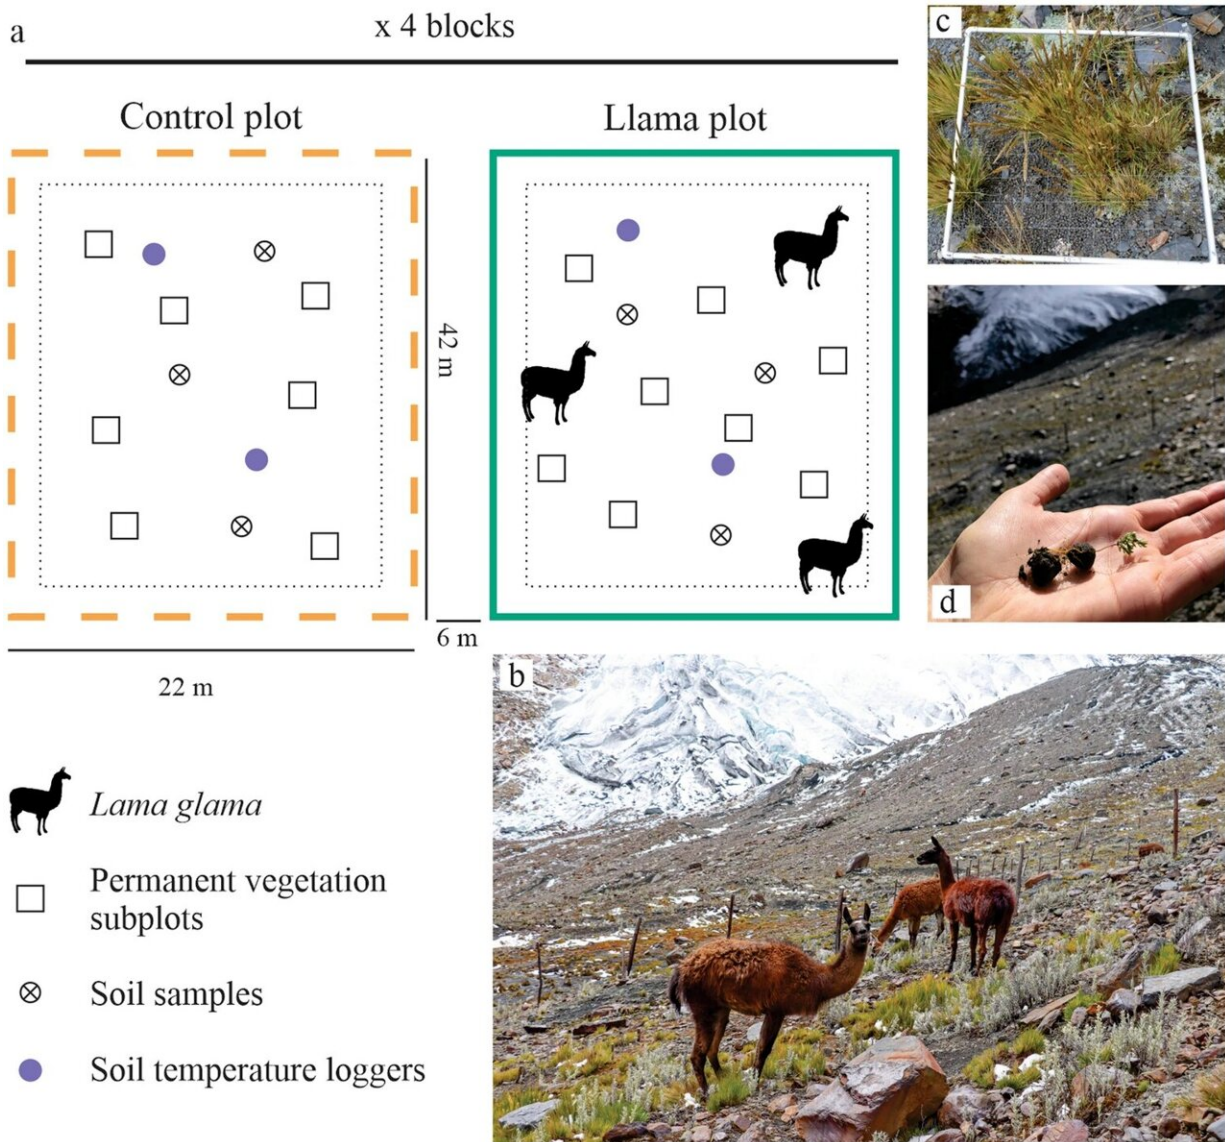 a
x 4 blocks
Control plot
Llama plot
42 m
6 m
22 m
Lama glama
Permanent vegetation
subplots
Soil samples
Soil temperature loggers
c
d
b